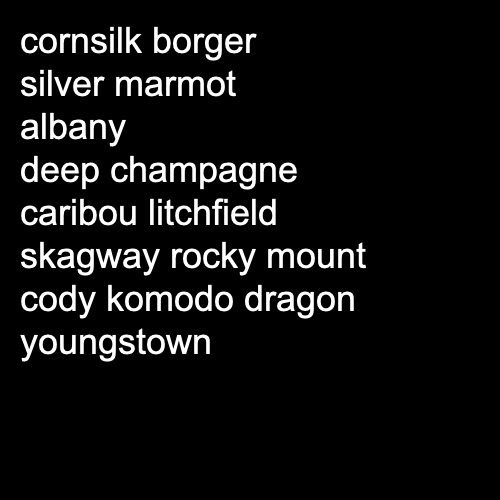 cornsilk borger
silver marmot
albany
deep champagne
caribou litchfield
skagway rocky mount
cody komodo dragon
youngstown